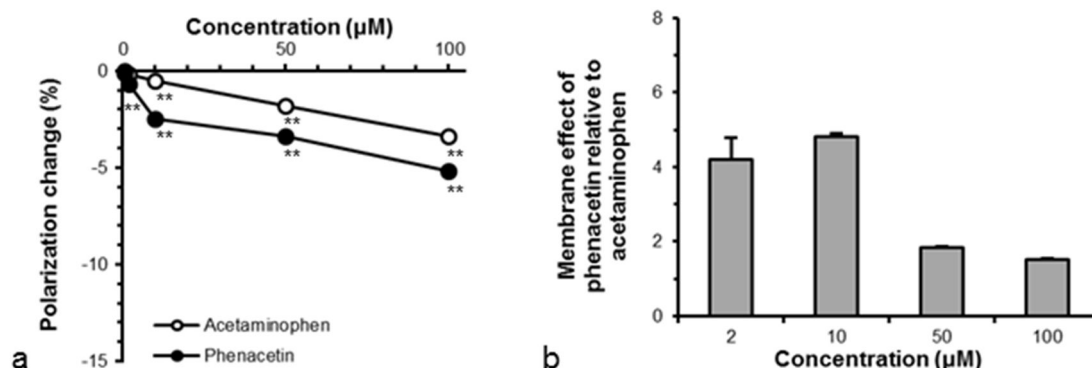 Concentration (µM)
0 50 100
0
-5
-10
-15
Polarization change (%)
**
**
**
**
**
**
**
Acetaminophen
Phenacetin
a
8
6
4
2
0
Membrane effect of
phenacetin relative to
acetaminophen
2 10 50 100
Concentration (µM)
b